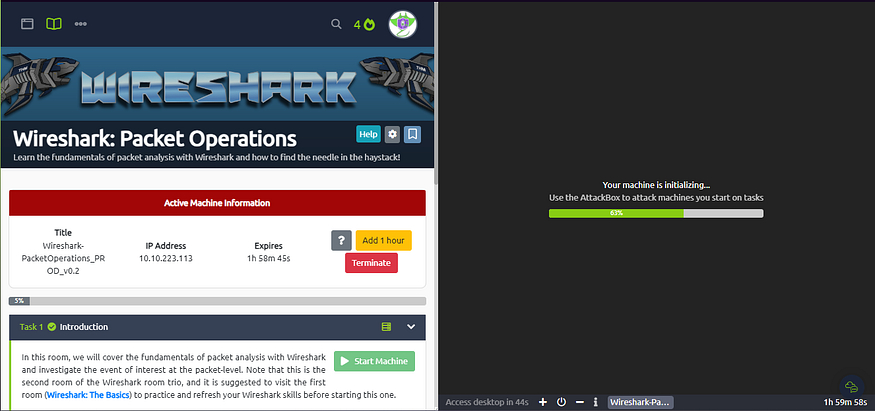 4
THM
THM
WIRESHARK
Wireshark: Packet Operations
Help
Learn the fundamentals of packet analysis with Wireshark and how to find the needle in the haystack!
Active Machine Information
Title
Wireshark-
PacketOperations_PR
OD_v0.2
IP Address
10.10.223.113
Expires
1h 58m 45s
?
Add 1 hour
Terminate
5%
Task 1
Introduction
In this room, we will cover the fundamentals of packet analysis with Wireshark
and investigate the event of interest at the packet-level. Note that this is the
second room of the Wireshark room trio, and it is suggested to visit the first
room (Wireshark: The Basics) to practice and refresh your Wireshark skills before starting this one.
Start Machine
Your machine is initializing...
Use the AttackBox to attack machines you start on tasks
63%
Access desktop in 44s
Wireshark-Pa...
1h 59m 58s